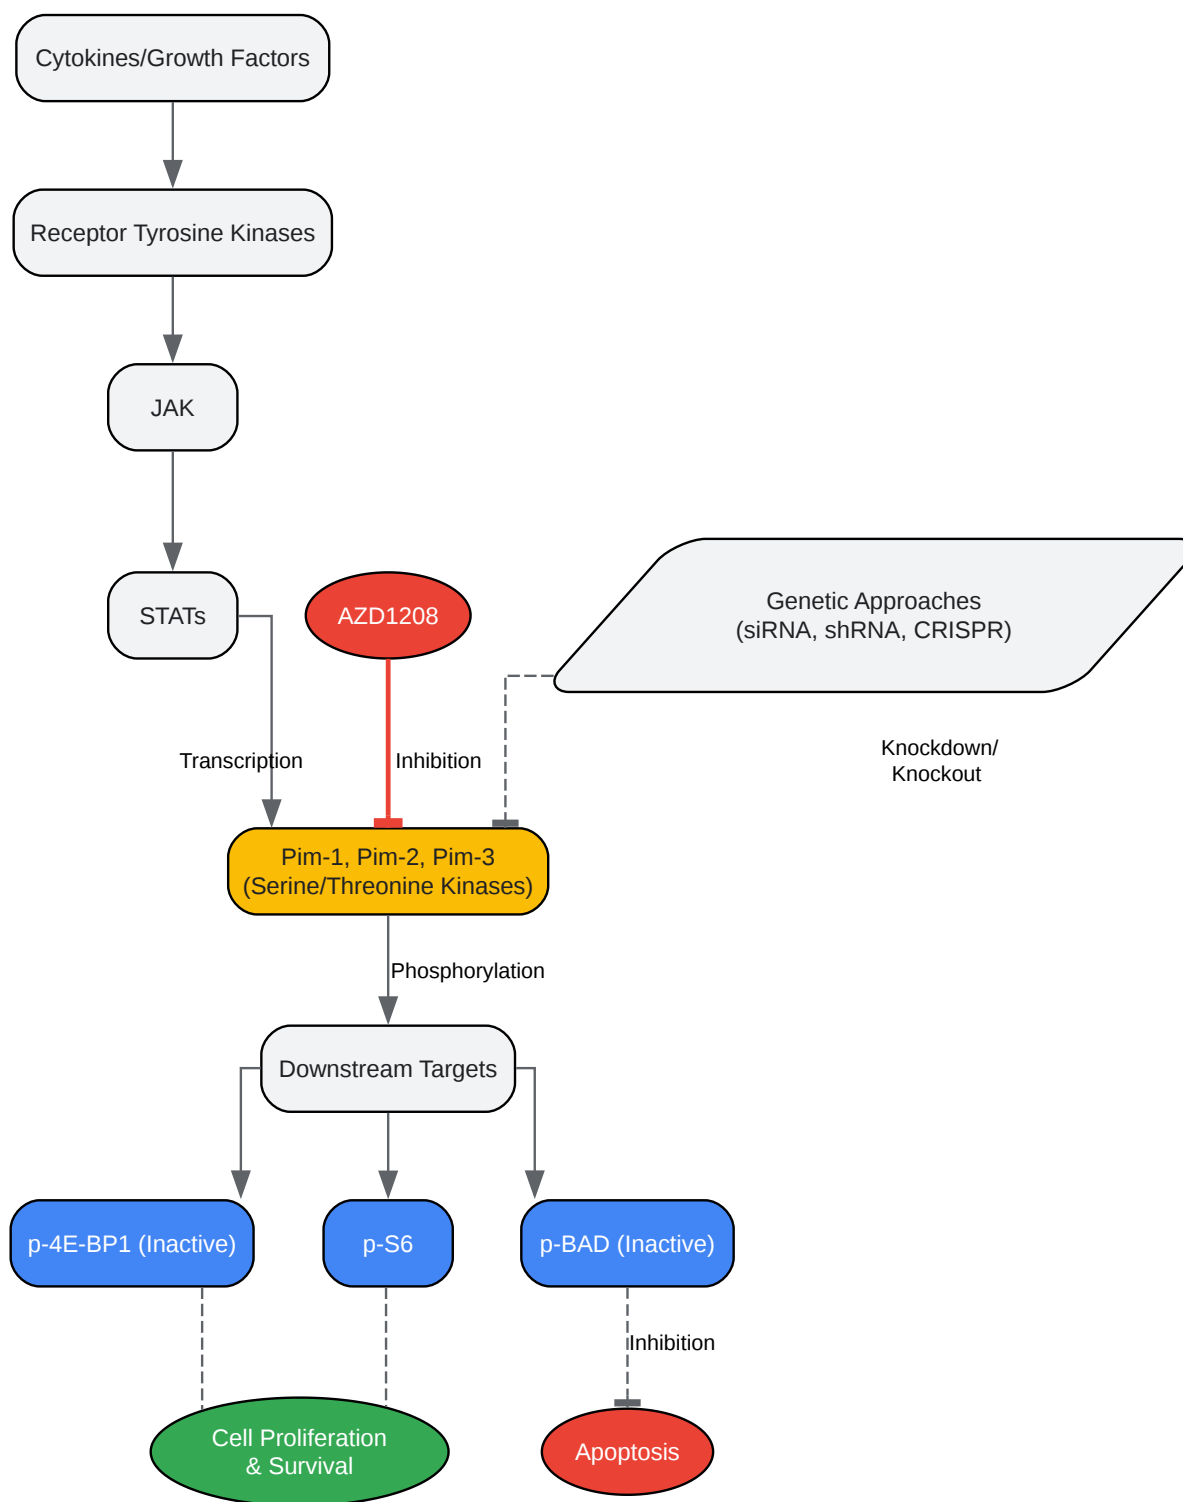 Cytokines/Growth Factors
Receptor Tyrosine Kinases
JAK
STATs
AZD1208
Genetic Approaches
(siRNA, shRNA, CRISPR)
Transcription
Inhibition
Knockdown/
Knockout
Pim-1, Pim-2, Pim-3
(Serine/Threonine Kinases)
Phosphorylation
Downstream Targets
p-4E-BP1 (Inactive)
p-S6
p-BAD (Inactive)
Inhibition
Cell Proliferation
& Survival
Apoptosis